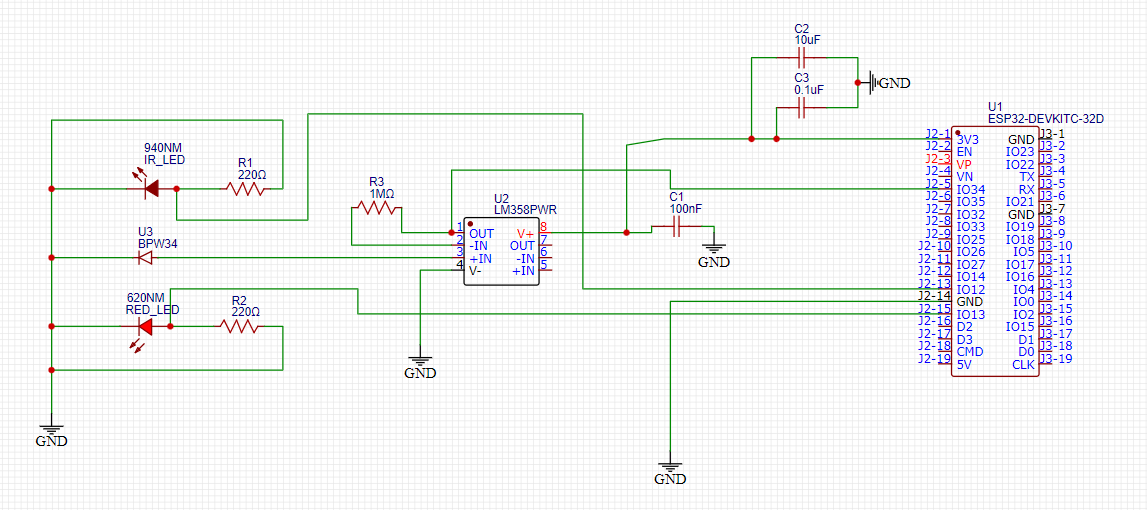 C2
10uF
C3
0.1uF
GND
U1
ESP32-DEVKITC-32D
J2-1 3V3 GND J3-1
J2-2 EN IO23 J3-2
J2-3 VP IO22 J3-3
J2-4 VN TX J3-4
J2-5 IO34 RX J3-5
J2-6 IO35 IO21 J3-6
J2-7 IO32 GND J3-7
J2-8 IO33 IO19 J3-8
J2-9 IO25 IO18 J3-9
J2-10 IO26 IO5 J3-10
J2-11 IO27 IO17 J3-11
J2-12 IO14 IO16 J3-12
J2-13 IO12 IO4 J3-13
J2-14 GND IO0 J3-14
J2-15 IO13 IO2 J3-15
J2-16 D2 IO15 J3-16
J2-17 D3 D1 J3-17
J2-18 CMD D0 J3-18
J2-19 5V CLK J3-19
940NM
IR_LED
R1
220Ω
R3
1MΩ
U2
LM358PWR
1 OUT V+ 8
2 -IN OUT 7
3 +IN -IN 6
4 V- +IN 5
C1
100nF
GND
U3
BPW34
620NM
RED_LED
R2
220Ω
GND
GND
GND